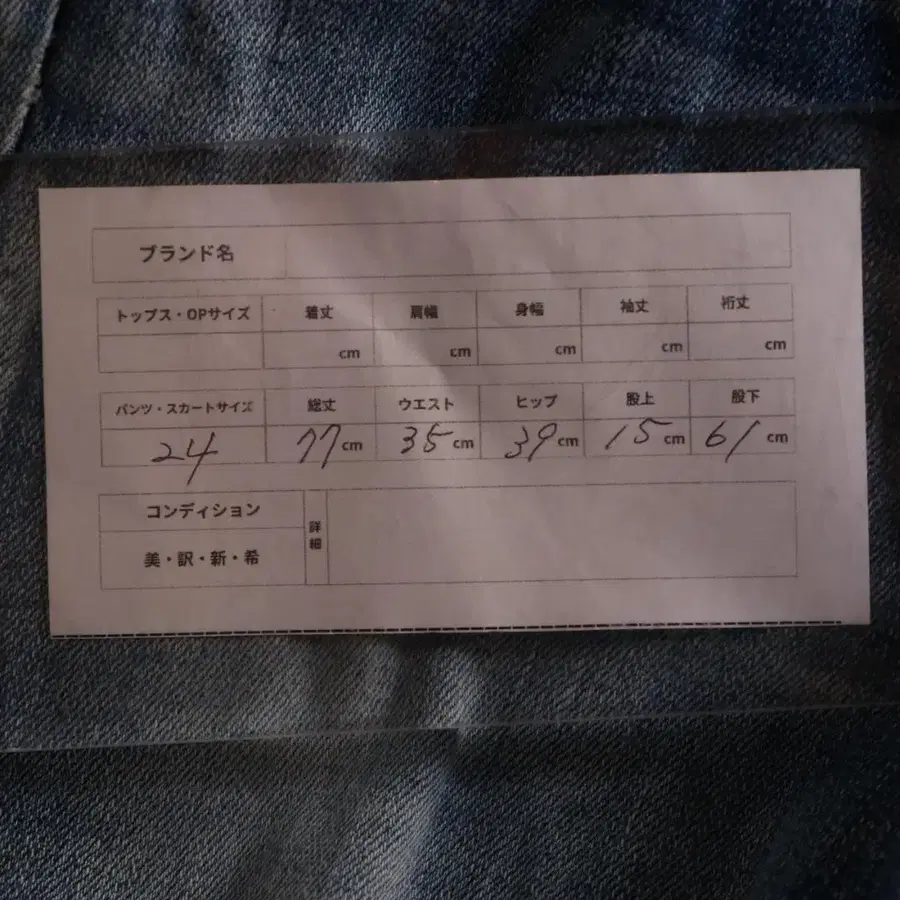 ブランド名
トップス・OPサイズ 着丈 肩幅 身幅 袖丈 裄丈
cm cm cm cm cm
パンツ・スカートサイズ 総丈 ウエスト ヒップ 股上 股下
24 77cm 35cm 39cm 15cm 61cm
コンディション 詳細
美・訳・新・希